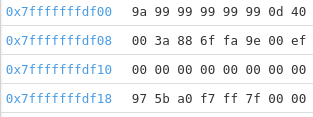 0x7fffffffdf00 9a 99 99 99 99 99 0d 40
0x7fffffffdf08 00 3a 88 6f fa 9e 00 ef
0x7fffffffdf10 00 00 00 00 00 00 00 00
0x7fffffffdf18 97 5b a0 f7 ff 7f 00 00